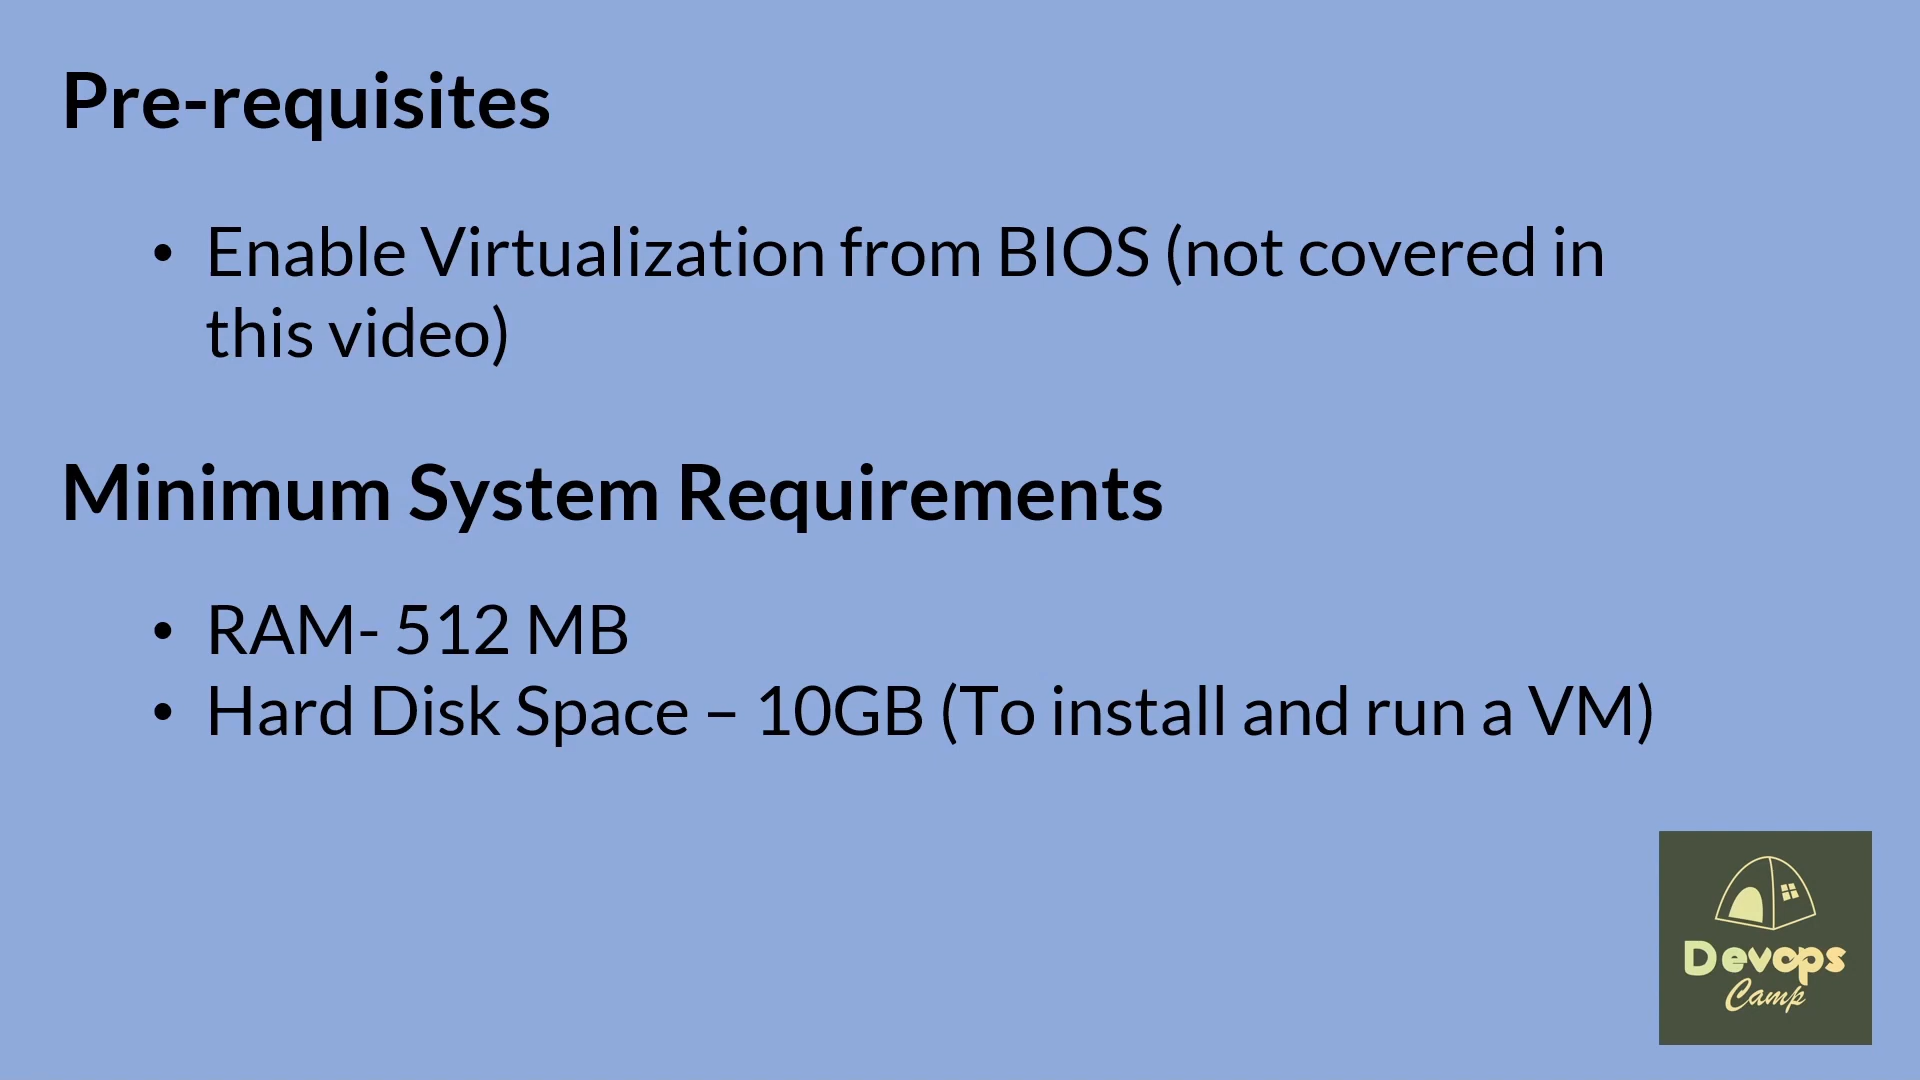 Pre-requisites
• Enable Virtualization from BIOS (not covered in
this video)
Minimum System Requirements
• RAM- 512 MB
• Hard Disk Space – 10GB (To install and run a VM)
Devops
Camp